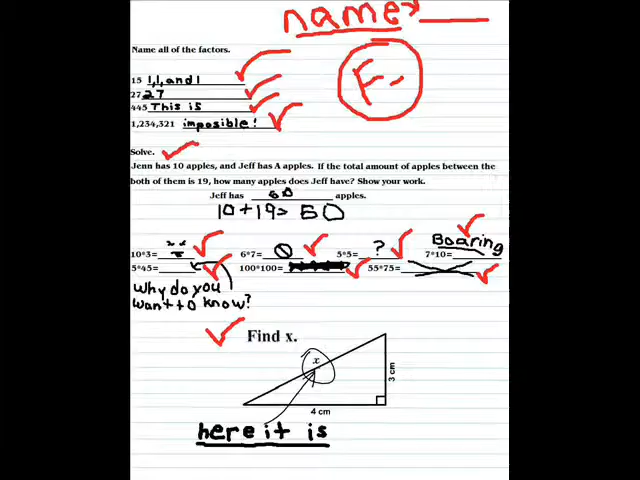 name
F-
Name all of the factors.
15 1,1, and 1
27 27
445 This is
1,234,321 imposible!
Solve.
Jenn has 10 apples, and Jeff has A apples. If the total amount of apples between the
both of them is 19, how many apples does Jeff have? Show your work.
Jeff has 50 apples.
10+19= 50
10*3= 6*7= 5*5= ? 7*10= Boaring
5*45= 100*100= 55*75=
Why do you
want to know?
Find x.
x
3 cm
4 cm
here it is